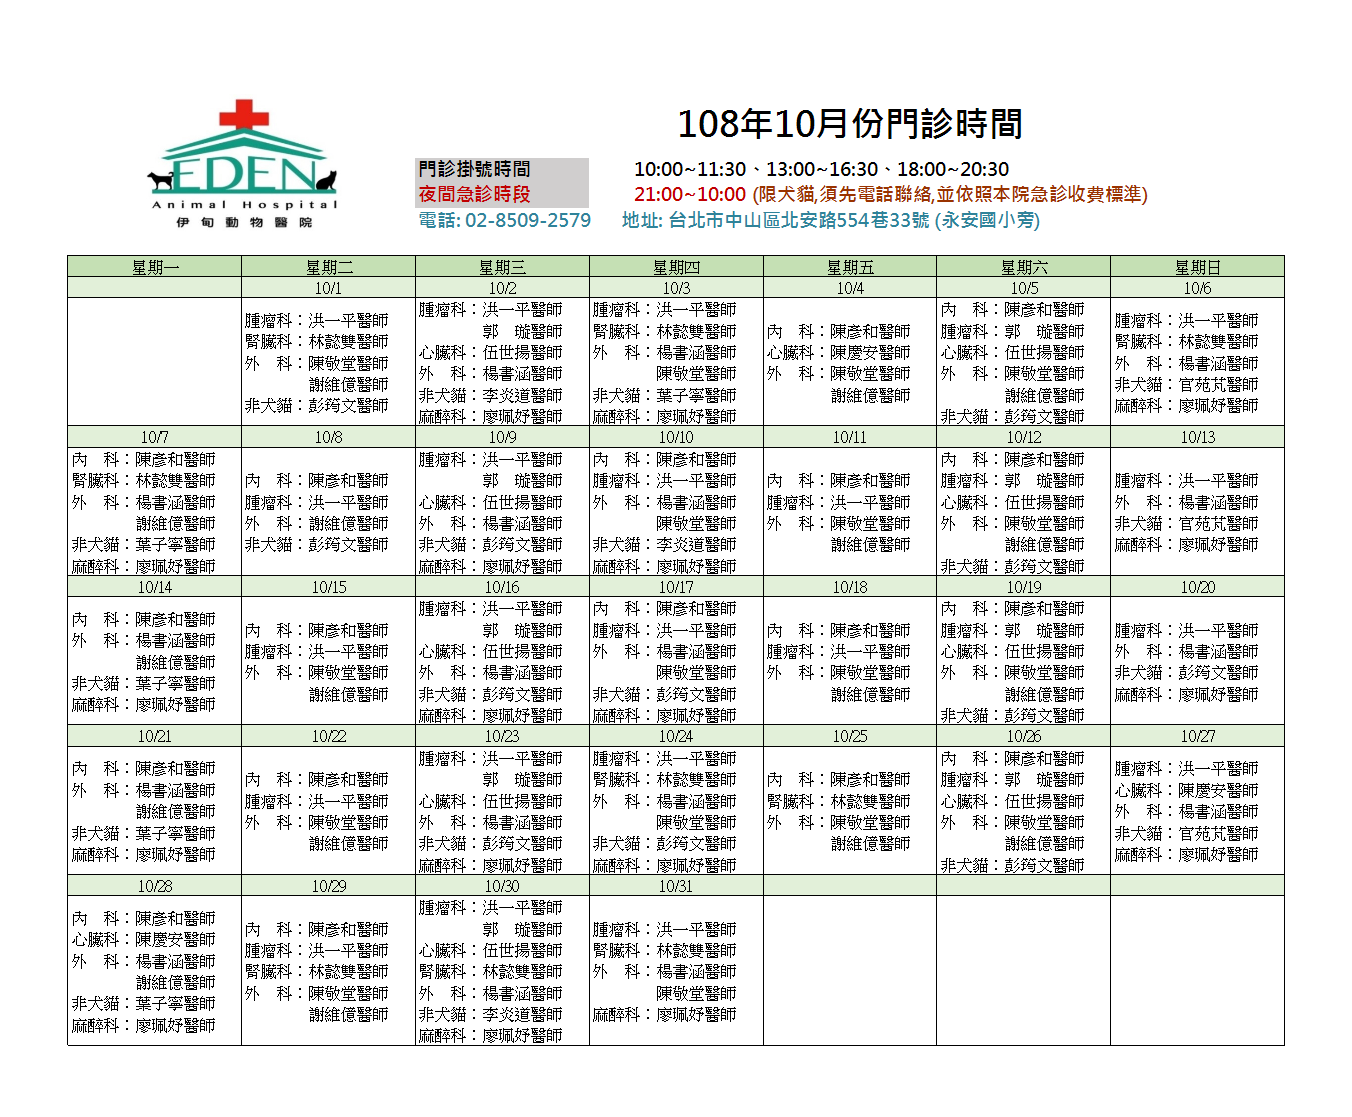 EDEN
Animal Hospital
伊甸動物醫院
108年10月份門診時間
門診掛號時間 10:00~11:30、13:00~16:30、18:00~20:30
夜間急診時段 21:00~10:00 (限犬貓,須先電話聯絡,並依照本院急診收費標準)
電話: 02-8509-2579 地址: 台北市中山區北安路554巷33號 (永安國小旁)
星期一 星期二 星期三 星期四 星期五 星期六 星期日
10/1 10/2 10/3 10/4 10/5 10/6
腫瘤科：洪一平醫師
腎臟科：林懿雙醫師
外　科：陳敬堂醫師
謝維億醫師
非犬貓：彭筠文醫師
腫瘤科：洪一平醫師
郭　璇醫師
心臟科：伍世揚醫師
外　科：楊書涵醫師
非犬貓：李炎道醫師
麻醉科：廖珮妤醫師
腫瘤科：洪一平醫師
腎臟科：林懿雙醫師
外　科：楊書涵醫師
陳敬堂醫師
非犬貓：葉子寧醫師
麻醉科：廖珮妤醫師
內　科：陳彥和醫師
心臟科：陳慶安醫師
外　科：陳敬堂醫師
謝維億醫師
內　科：陳彥和醫師
腫瘤科：郭　璇醫師
心臟科：伍世揚醫師
外　科：陳敬堂醫師
謝維億醫師
非犬貓：彭筠文醫師
腫瘤科：洪一平醫師
腎臟科：林懿雙醫師
外　科：楊書涵醫師
非犬貓：官苑芃醫師
麻醉科：廖珮妤醫師
10/7 10/8 10/9 10/10 10/11 10/12 10/13
內　科：陳彥和醫師
腎臟科：林懿雙醫師
外　科：楊書涵醫師
謝維億醫師
非犬貓：葉子寧醫師
麻醉科：廖珮妤醫師
內　科：陳彥和醫師
腫瘤科：洪一平醫師
外　科：謝維億醫師
非犬貓：彭筠文醫師
腫瘤科：洪一平醫師
郭　璇醫師
心臟科：伍世揚醫師
外　科：楊書涵醫師
非犬貓：彭筠文醫師
麻醉科：廖珮妤醫師
內　科：陳彥和醫師
腫瘤科：洪一平醫師
外　科：楊書涵醫師
陳敬堂醫師
非犬貓：李炎道醫師
麻醉科：廖珮妤醫師
內　科：陳彥和醫師
腫瘤科：洪一平醫師
外　科：陳敬堂醫師
謝維億醫師
內　科：陳彥和醫師
腫瘤科：郭　璇醫師
心臟科：伍世揚醫師
外　科：陳敬堂醫師
謝維億醫師
非犬貓：彭筠文醫師
腫瘤科：洪一平醫師
外　科：楊書涵醫師
非犬貓：官苑芃醫師
麻醉科：廖珮妤醫師
10/14 10/15 10/16 10/17 10/18 10/19 10/20
內　科：陳彥和醫師
外　科：楊書涵醫師
謝維億醫師
非犬貓：葉子寧醫師
麻醉科：廖珮妤醫師
內　科：陳彥和醫師
腫瘤科：洪一平醫師
外　科：陳敬堂醫師
謝維億醫師
腫瘤科：洪一平醫師
郭　璇醫師
心臟科：伍世揚醫師
外　科：楊書涵醫師
非犬貓：彭筠文醫師
麻醉科：廖珮妤醫師
內　科：陳彥和醫師
腫瘤科：洪一平醫師
外　科：楊書涵醫師
陳敬堂醫師
非犬貓：彭筠文醫師
麻醉科：廖珮妤醫師
內　科：陳彥和醫師
腫瘤科：洪一平醫師
外　科：陳敬堂醫師
謝維億醫師
內　科：陳彥和醫師
腫瘤科：郭　璇醫師
心臟科：伍世揚醫師
外　科：陳敬堂醫師
謝維億醫師
非犬貓：彭筠文醫師
腫瘤科：洪一平醫師
外　科：楊書涵醫師
非犬貓：彭筠文醫師
麻醉科：廖珮妤醫師
10/21 10/22 10/23 10/24 10/25 10/26 10/27
內　科：陳彥和醫師
外　科：楊書涵醫師
謝維億醫師
非犬貓：葉子寧醫師
麻醉科：廖珮妤醫師
內　科：陳彥和醫師
腫瘤科：洪一平醫師
外　科：陳敬堂醫師
謝維億醫師
腫瘤科：洪一平醫師
郭　璇醫師
心臟科：伍世揚醫師
外　科：楊書涵醫師
非犬貓：彭筠文醫師
麻醉科：廖珮妤醫師
腫瘤科：洪一平醫師
腎臟科：林懿雙醫師
外　科：楊書涵醫師
陳敬堂醫師
非犬貓：彭筠文醫師
麻醉科：廖珮妤醫師
內　科：陳彥和醫師
腎臟科：林懿雙醫師
外　科：陳敬堂醫師
謝維億醫師
內　科：陳彥和醫師
腫瘤科：郭　璇醫師
心臟科：伍世揚醫師
外　科：陳敬堂醫師
謝維億醫師
非犬貓：彭筠文醫師
腫瘤科：洪一平醫師
心臟科：陳慶安醫師
外　科：楊書涵醫師
非犬貓：官苑芃醫師
麻醉科：廖珮妤醫師
10/28 10/29 10/30 10/31
內　科：陳彥和醫師
心臟科：陳慶安醫師
外　科：楊書涵醫師
謝維億醫師
非犬貓：葉子寧醫師
麻醉科：廖珮妤醫師
內　科：陳彥和醫師
腫瘤科：洪一平醫師
腎臟科：林懿雙醫師
外　科：陳敬堂醫師
謝維億醫師
腫瘤科：洪一平醫師
郭　璇醫師
心臟科：伍世揚醫師
腎臟科：林懿雙醫師
外　科：楊書涵醫師
非犬貓：李炎道醫師
麻醉科：廖珮妤醫師
腫瘤科：洪一平醫師
腎臟科：林懿雙醫師
外　科：楊書涵醫師
陳敬堂醫師
麻醉科：廖珮妤醫師